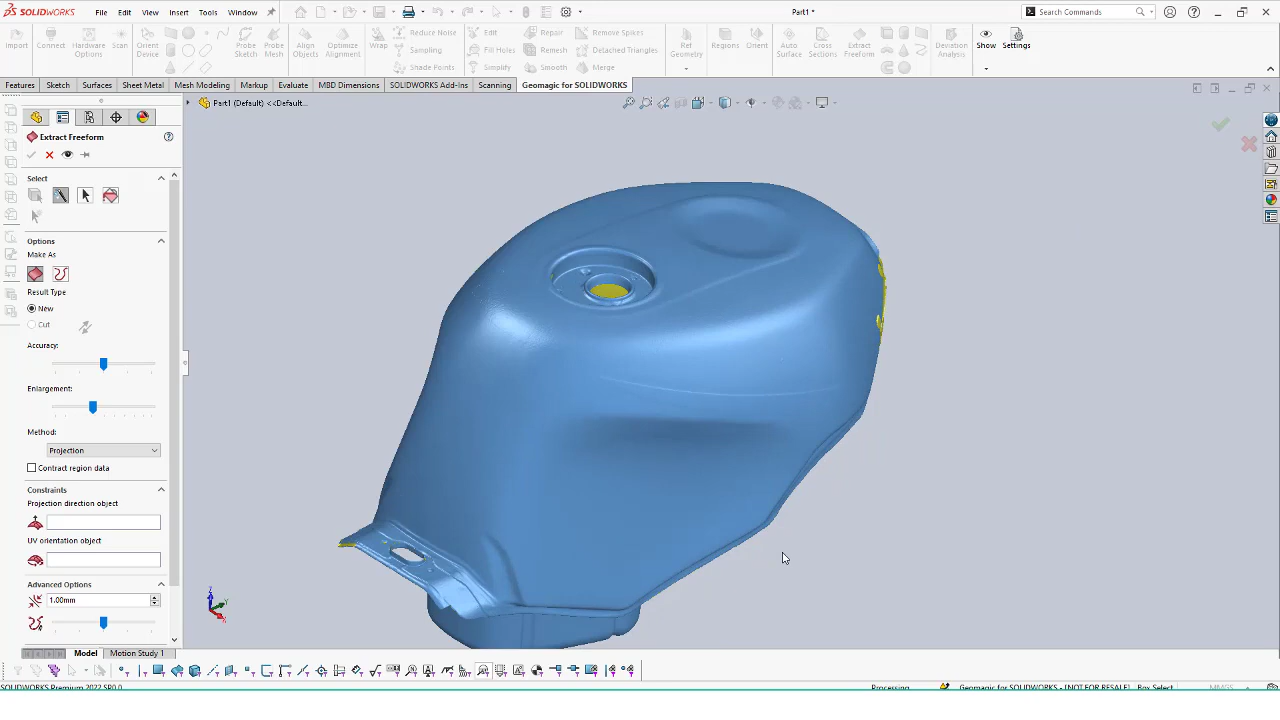 SOLIDWORKS File Edit View Insert Tools Window Part1 * Search Commands
Import Connect Hardware Options Scan Orient Device Probe Sketch Probe Mesh Align Objects Optimize Alignment Wrap Reduce Noise Sampling Shade Points Edit Fill Holes Simplify Repair Remesh Smooth Remove Spikes Detached Triangles Merge Ref Geometry Regions Orient Auto Surface Cross Sections Extract Freeform Deviation Analysis Show Settings
Features Sketch Surfaces Sheet Metal Mesh Modeling Markup Evaluate MBD Dimensions SOLIDWORKS Add-Ins Scanning Geomagic for SOLIDWORKS
Part1 (Default) <<Default...
Extract Freeform
Select
Options
Make As
Result Type
New
Cut
Accuracy:
Enlargement:
Method:
Projection
Contract region data
Constraints
Projection direction object
UV orientation object
Advanced Options
1.00mm
Z
Y
X
Model Motion Study 1
SOLIDWORKS Premium 2022 SP0.0 Processing Geomagic for SOLIDWORKS - [NOT FOR RESALE] Box Select MMGS